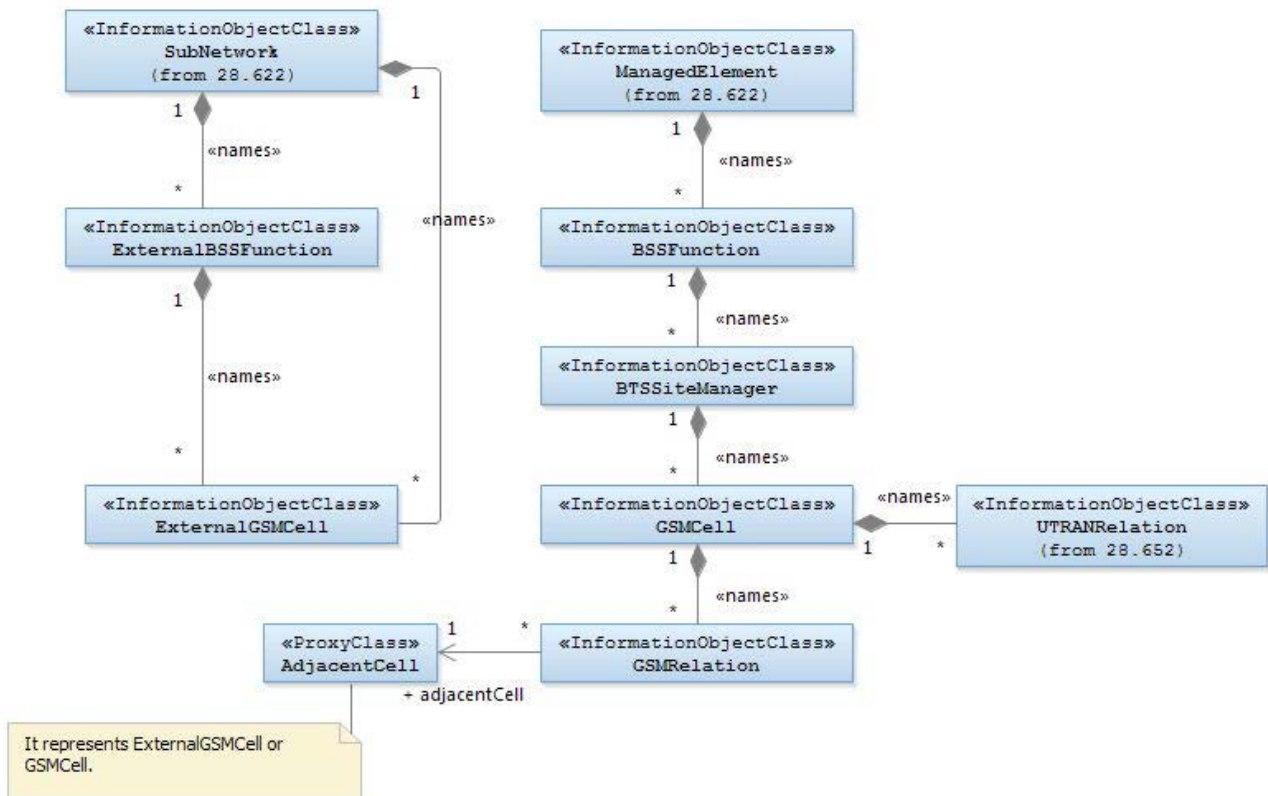 «InformationObjectClass»
SubNetwork
(from 28.622)
1
1
«names»
*
«InformationObjectClass»
ExternalBSSFunction
1
«names»
«names»
*
*
«InformationObjectClass»
ExternalGSMCell
«InformationObjectClass»
ManagedElement
(from 28.622)
1
«names»
*
«InformationObjectClass»
BSSFunction
1
«names»
*
«InformationObjectClass»
BTSSiteManager
1
«names»
*
«InformationObjectClass»
GSMCell
1
«names»
*
«InformationObjectClass»
UTRANRelation
(from 28.652)
1
«names»
*
«InformationObjectClass»
GSMRelation
1
*
+ adjacentCell
«ProxyClass»
AdjacentCell
It represents ExternalGSMCell or
GSMCell.